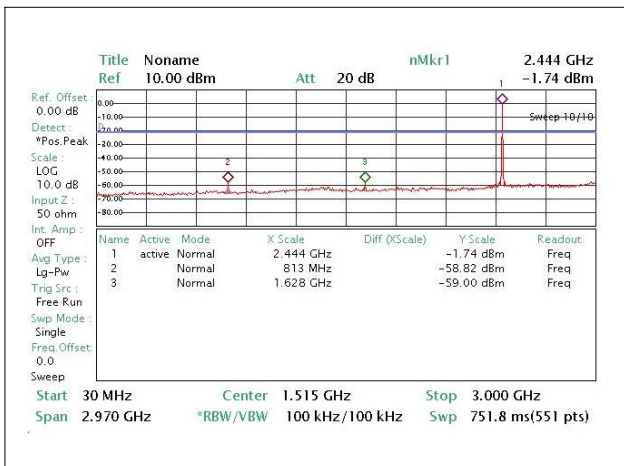 Title Noname nMkr1 2.444 GHz
Ref 10.00 dBm Att 20 dB -1.74 dBm
1
Ref. Offset :
0.00 dB
Detect :
*Pos.Peak
Scale :
LOG
10.0 dB
Input Z :
50 ohm
Int. Amp :
OFF
Avg Type :
Lg-Pw
Trig Src :
Free Run
Swp Mode :
Single
Freq.Offset:
0.0
Sweep
0.00
-10.00
-20.00
-30.00
-40.00
-50.00
-60.00
-70.00
-80.00
Sweep 10/10
2
3
Name Active Mode X Scale Diff (XScale) Y Scale Readout
1 active Normal 2.444 GHz -1.74 dBm Freq
2 Normal 813 MHz -58.82 dBm Freq
3 Normal 1.628 GHz -59.00 dBm Freq
Start 30 MHz Center 1.515 GHz Stop 3.000 GHz
Span 2.970 GHz *RBW/VBW 100 kHz/100 kHz Swp 751.8 ms(551 pts)